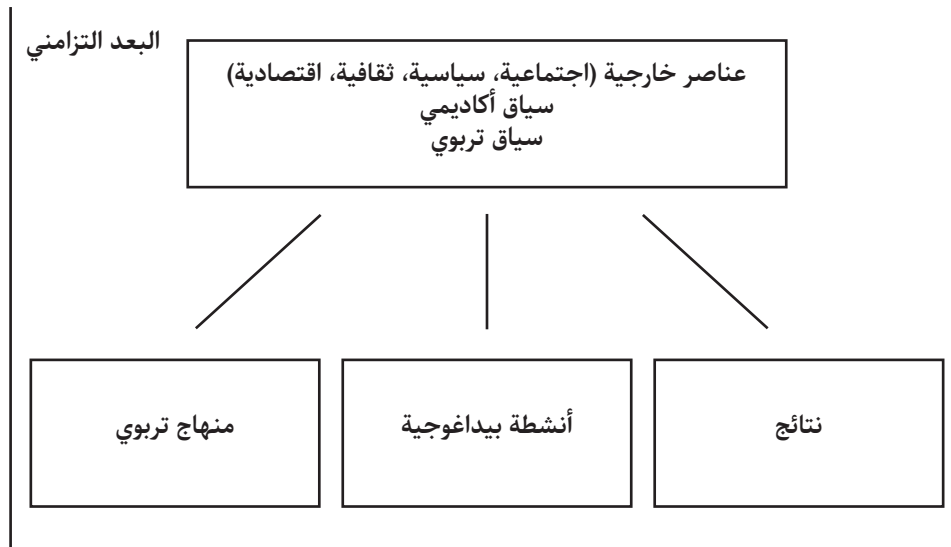 البعد التزامني
عناصر خارجية (اجتماعية، سياسية، ثقافية، اقتصادية)
سياق أكاديمي
سياق تربوي
نتائج
أنشطة بيداغوجية
منهاج تربوي